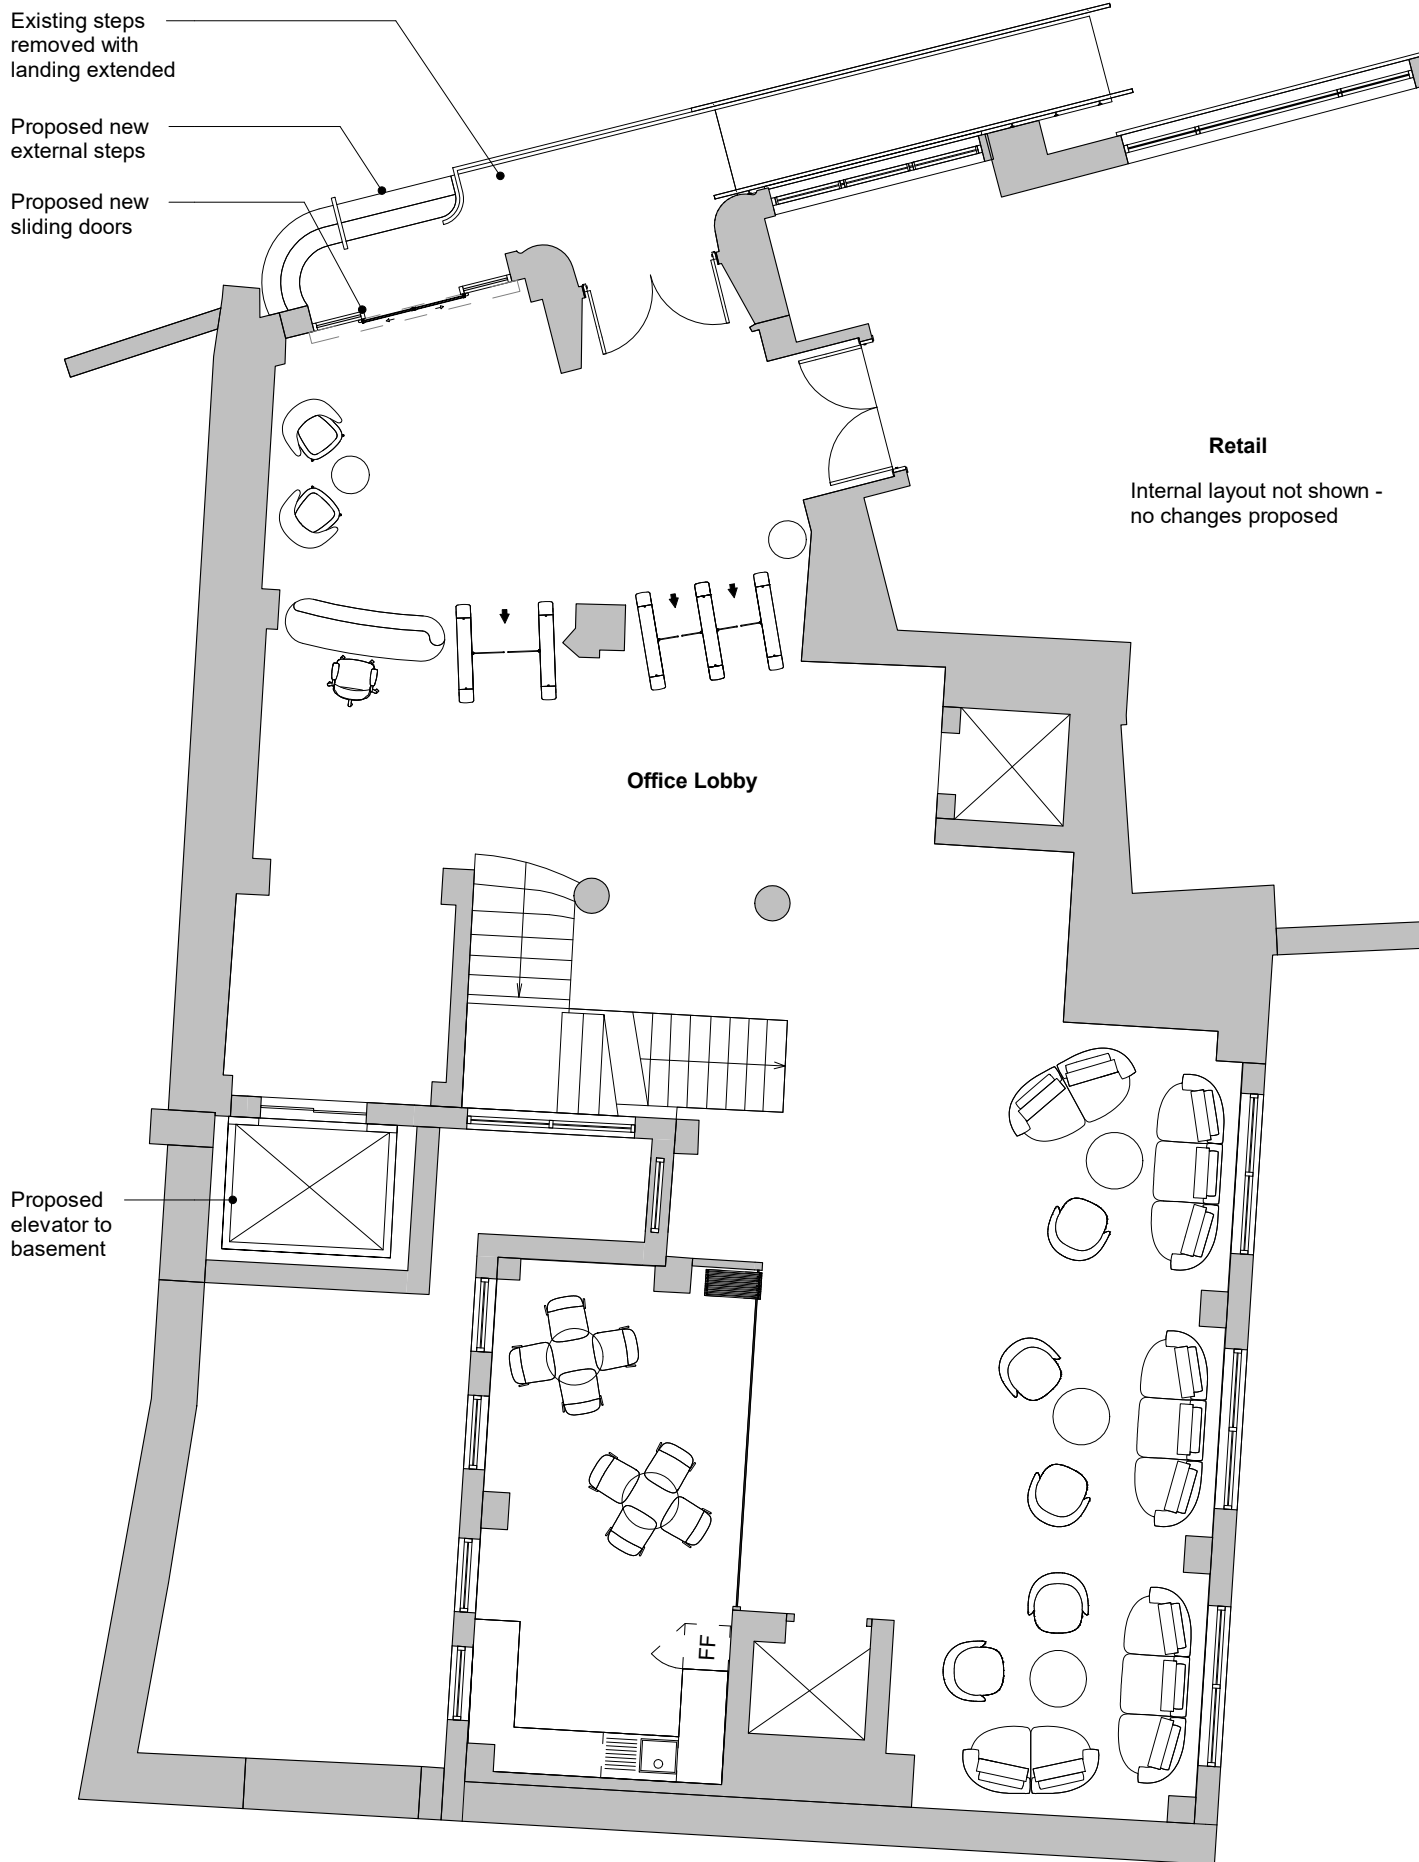 Existing steps
removed with
landing extended
Proposed new
external steps
Proposed new
sliding doors
Retail
Internal layout not shown -
no changes proposed
Office Lobby
Proposed
elevator to
basement
FF